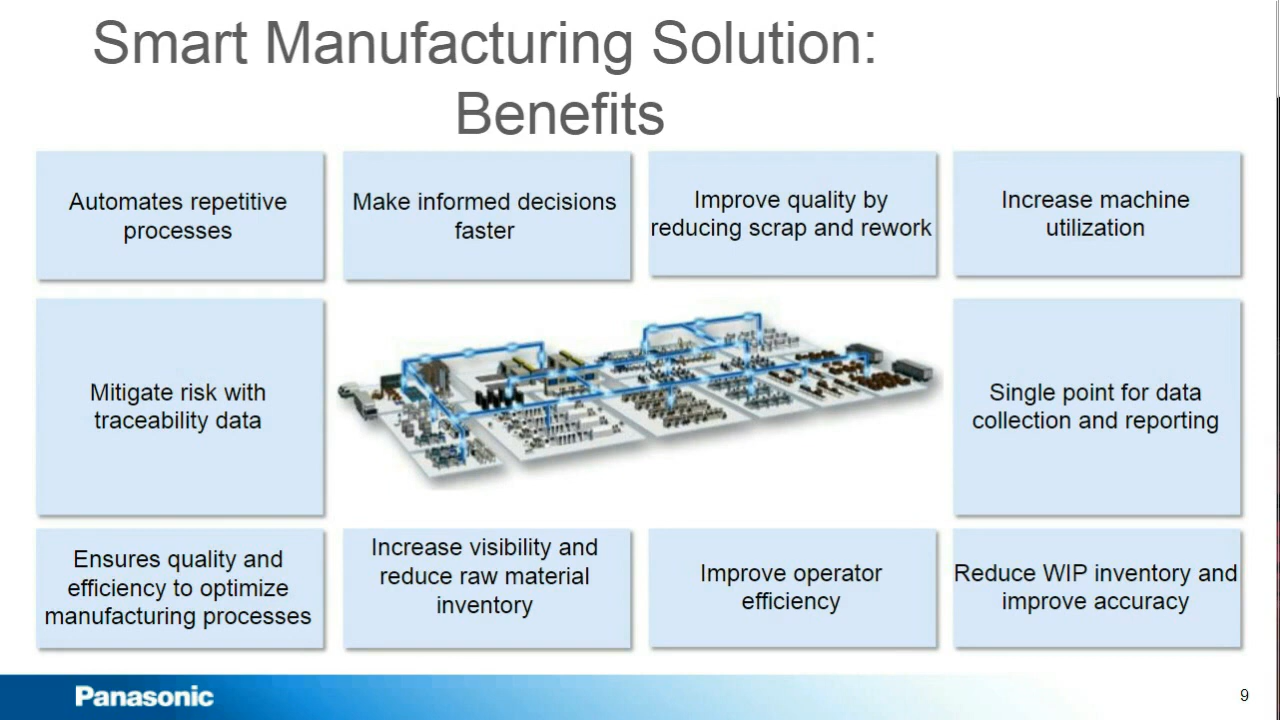 Smart Manufacturing Solution:
Benefits
Automates repetitive
processes
Make informed decisions
faster
Improve quality by
reducing scrap and rework
Increase machine
utilization
Mitigate risk with
traceability data
Single point for data
collection and reporting
Ensures quality and
efficiency to optimize
manufacturing processes
Increase visibility and
reduce raw material
inventory
Improve operator
efficiency
Reduce WIP inventory and
improve accuracy
Panasonic
9